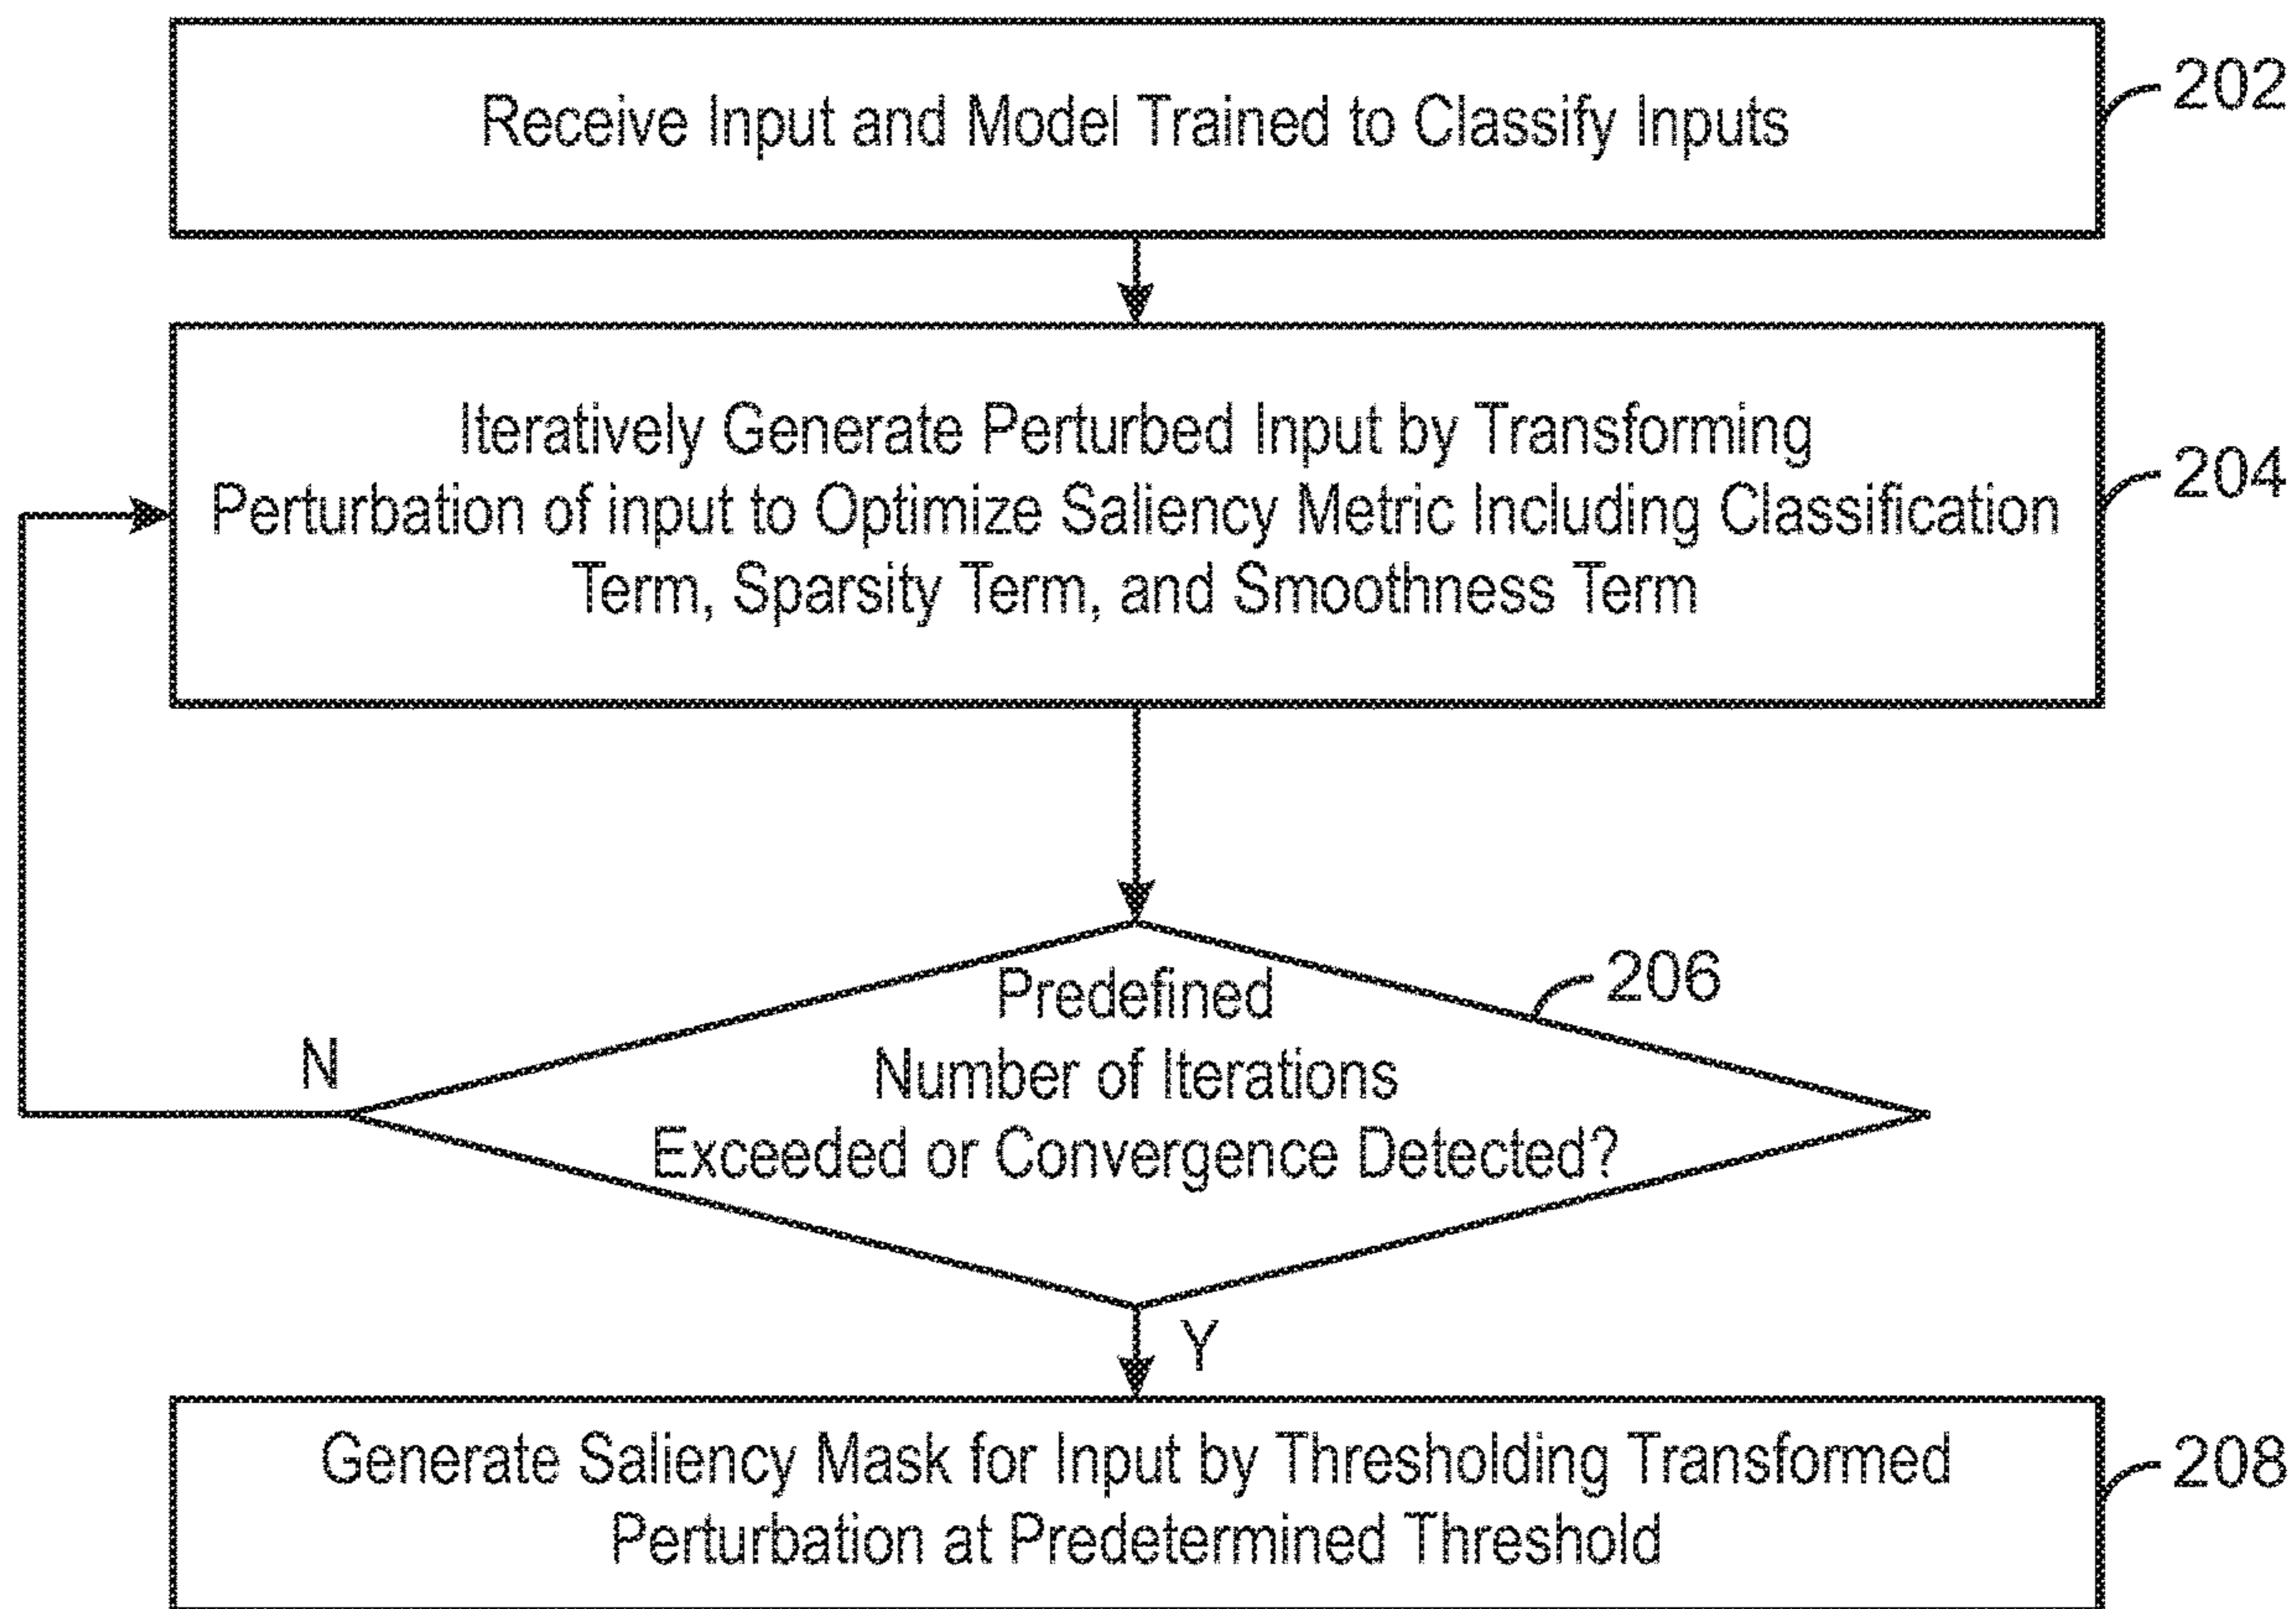 Receive Input and Model Trained to Classify Inputs
202
Iteratively Generate Perturbed Input by Transforming
Perturbation of input to Optimize Saliency Metric Including Classification
Term, Sparsity Term, and Smoothness Term
204
Predefined
Number of Iterations
Exceeded or Convergence Detected?
206
N
Y
Generate Saliency Mask for Input by Thresholding Transformed
Perturbation at Predetermined Threshold
208